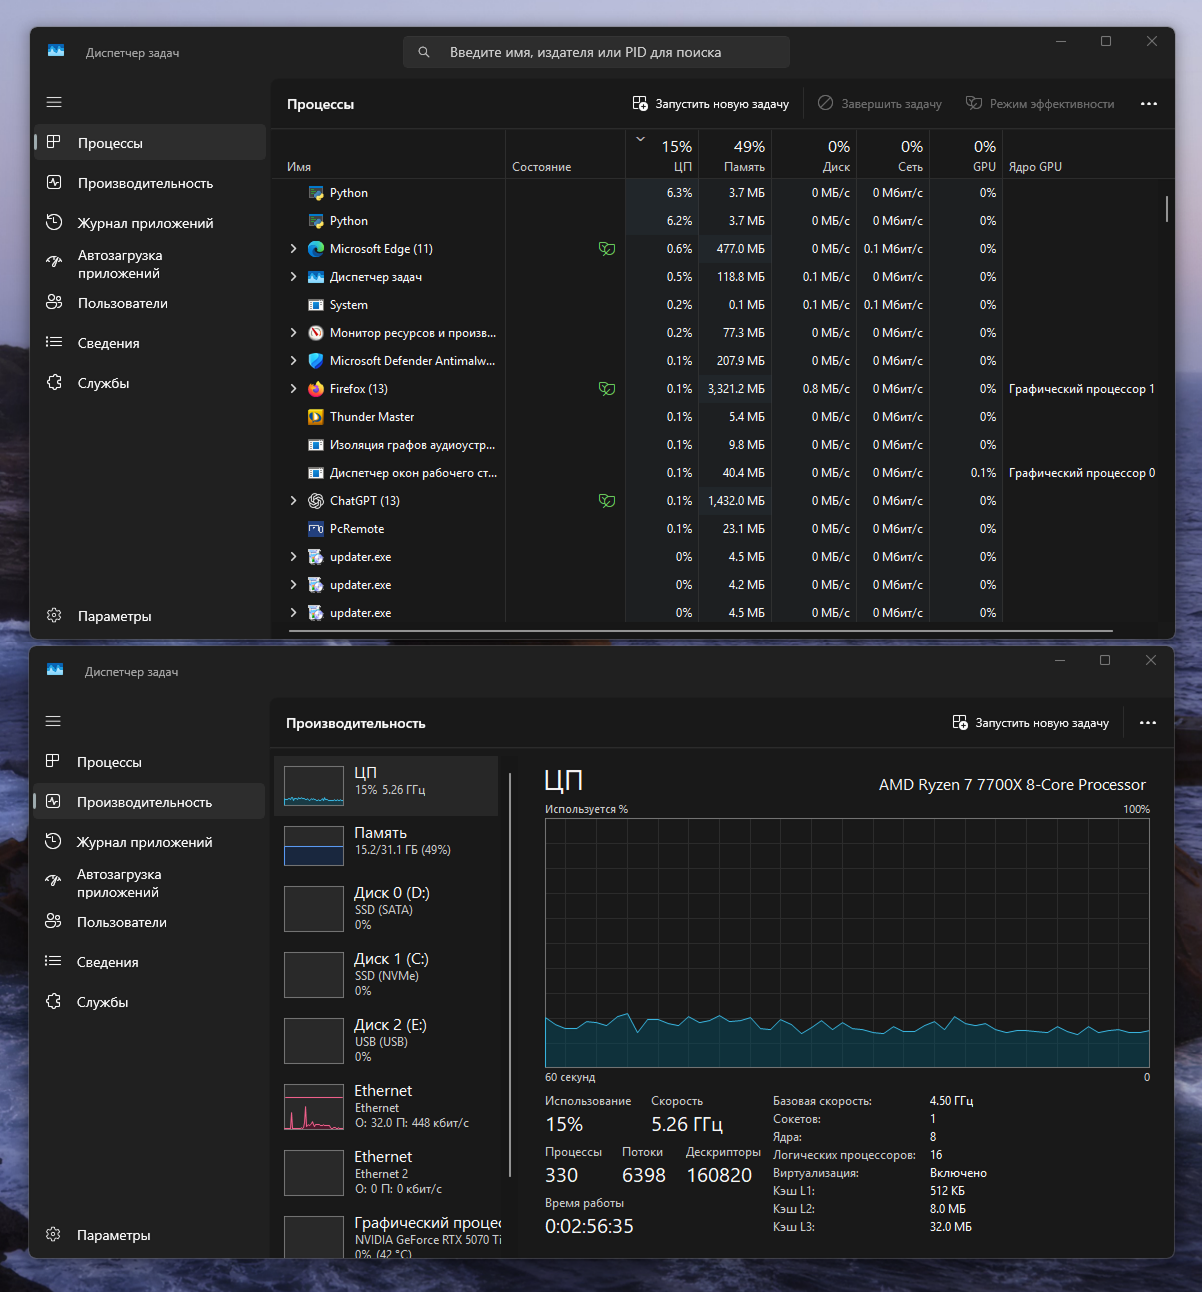 Диспетчер задач
Введите имя, издателя или PID для поиска
Процессы
Производительность
Журнал приложений
Автозагрузка
приложений
Пользователи
Сведения
Службы
Параметры
Процессы
Запустить новую задачу
Завершить задачу
Режим эффективности
15% 49% 0% 0% 0%
Имя Состояние ЦП Память Диск Сеть GPU Ядро GPU
Python 6.3% 3.7 МБ 0 МБ/с 0 Мбит/с 0%
Python 6.2% 3.7 МБ 0 МБ/с 0 Мбит/с 0%
Microsoft Edge (11) 0.6% 477.0 МБ 0 МБ/с 0.1 Мбит/с 0%
Диспетчер задач 0.5% 118.8 МБ 0.1 МБ/с 0 Мбит/с 0%
System 0.2% 0.1 МБ 0.1 МБ/с 0.1 Мбит/с 0%
Монитор ресурсов и произв... 0.2% 77.3 МБ 0 МБ/с 0 Мбит/с 0%
Microsoft Defender Antimalw... 0.1% 207.9 МБ 0 МБ/с 0 Мбит/с 0%
Firefox (13) 0.1% 3,321.2 МБ 0.8 МБ/с 0 Мбит/с 0% Графический процессор 1
Thunder Master 0.1% 5.4 МБ 0 МБ/с 0 Мбит/с 0%
Изоляция графов аудиоустр... 0.1% 9.8 МБ 0 МБ/с 0 Мбит/с 0%
Диспетчер окон рабочего ст... 0.1% 40.4 МБ 0 МБ/с 0 Мбит/с 0.1% Графический процессор 0
ChatGPT (13) 0.1% 1,432.0 МБ 0 МБ/с 0 Мбит/с 0%
PcRemote 0.1% 23.1 МБ 0 МБ/с 0 Мбит/с 0%
updater.exe 0% 4.5 МБ 0 МБ/с 0 Мбит/с 0%
updater.exe 0% 4.2 МБ 0 МБ/с 0 Мбит/с 0%
updater.exe 0% 4.5 МБ 0 МБ/с 0 Мбит/с 0%
Диспетчер задач
Процессы
Производительность
Журнал приложений
Автозагрузка
приложений
Пользователи
Сведения
Службы
Параметры
Производительность
Запустить новую задачу
ЦП
15% 5.26 ГГц
Память
15.2/31.1 ГБ (49%)
Диск 0 (D:)
SSD (SATA)
0%
Диск 1 (C:)
SSD (NVMe)
0%
Диск 2 (E:)
USB (USB)
0%
Ethernet
Ethernet
О: 32.0 П: 448 кбит/с
Ethernet
Ethernet 2
О: 0 П: 0 кбит/с
Графический процес
NVIDIA GeForce RTX 5070 Ti
0% (42 °C)
ЦП
AMD Ryzen 7 7700X 8-Core Processor
Используется %
100%
60 секунд
0
Использование Скорость
15% 5.26 ГГц
Процессы Потоки Дескрипторы
330 6398 160820
Время работы
0:02:56:35
Базовая скорость: 4.50 ГГц
Сокетов: 1
Ядра: 8
Логических процессоров: 16
Виртуализация: Включено
Кэш L1: 512 КБ
Кэш L2: 8.0 МБ
Кэш L3: 32.0 МБ